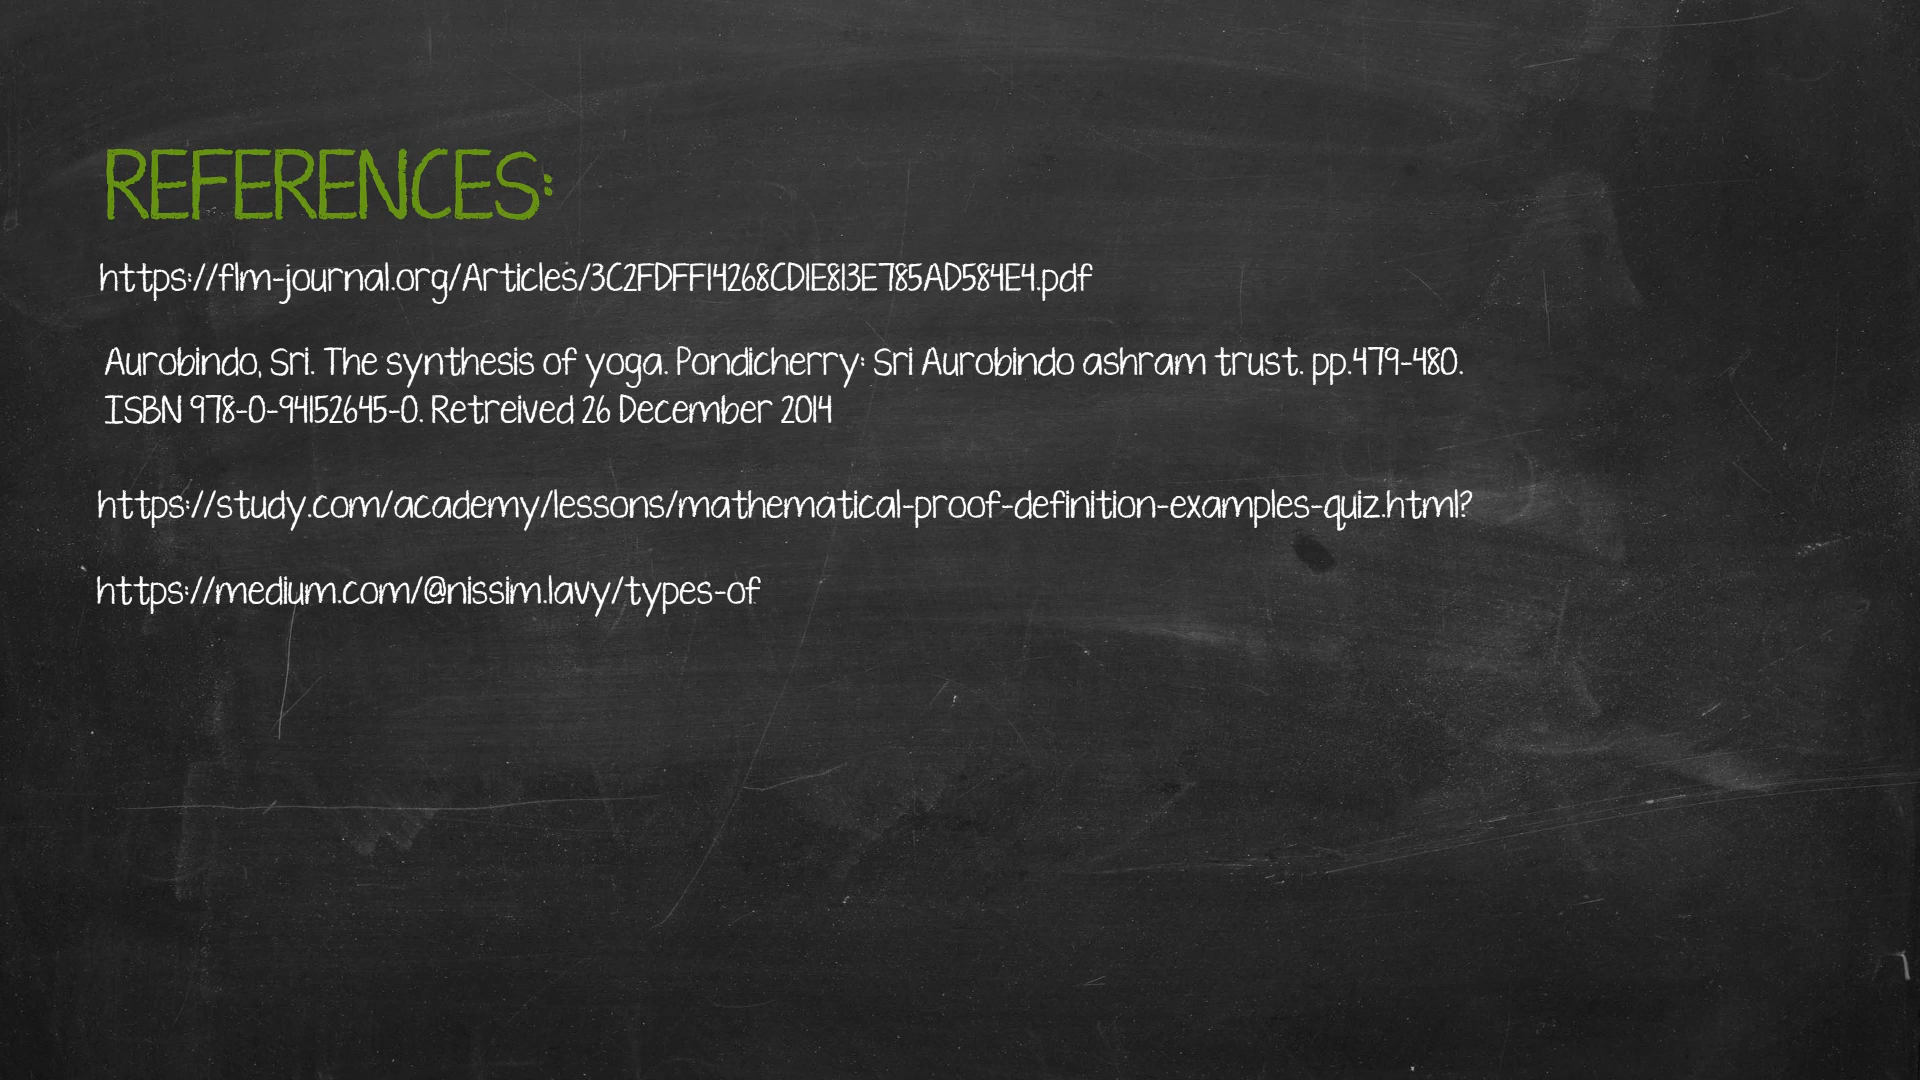 REFERENCES:
https://flm-journal.org/Articles/3C2FDFF14268CD1E813E785AD584E4.pdf
Aurobindo, Sri. The synthesis of yoga. Pondicherry: Sri Aurobindo ashram trust. pp.479-480.
ISBN 978-0-94152645-0. Retreived 26 December 2014
https://study.com/academy/lessons/mathematical-proof-definition-examples-quiz.html?
https://medium.com/@nissim.lavy/types-of